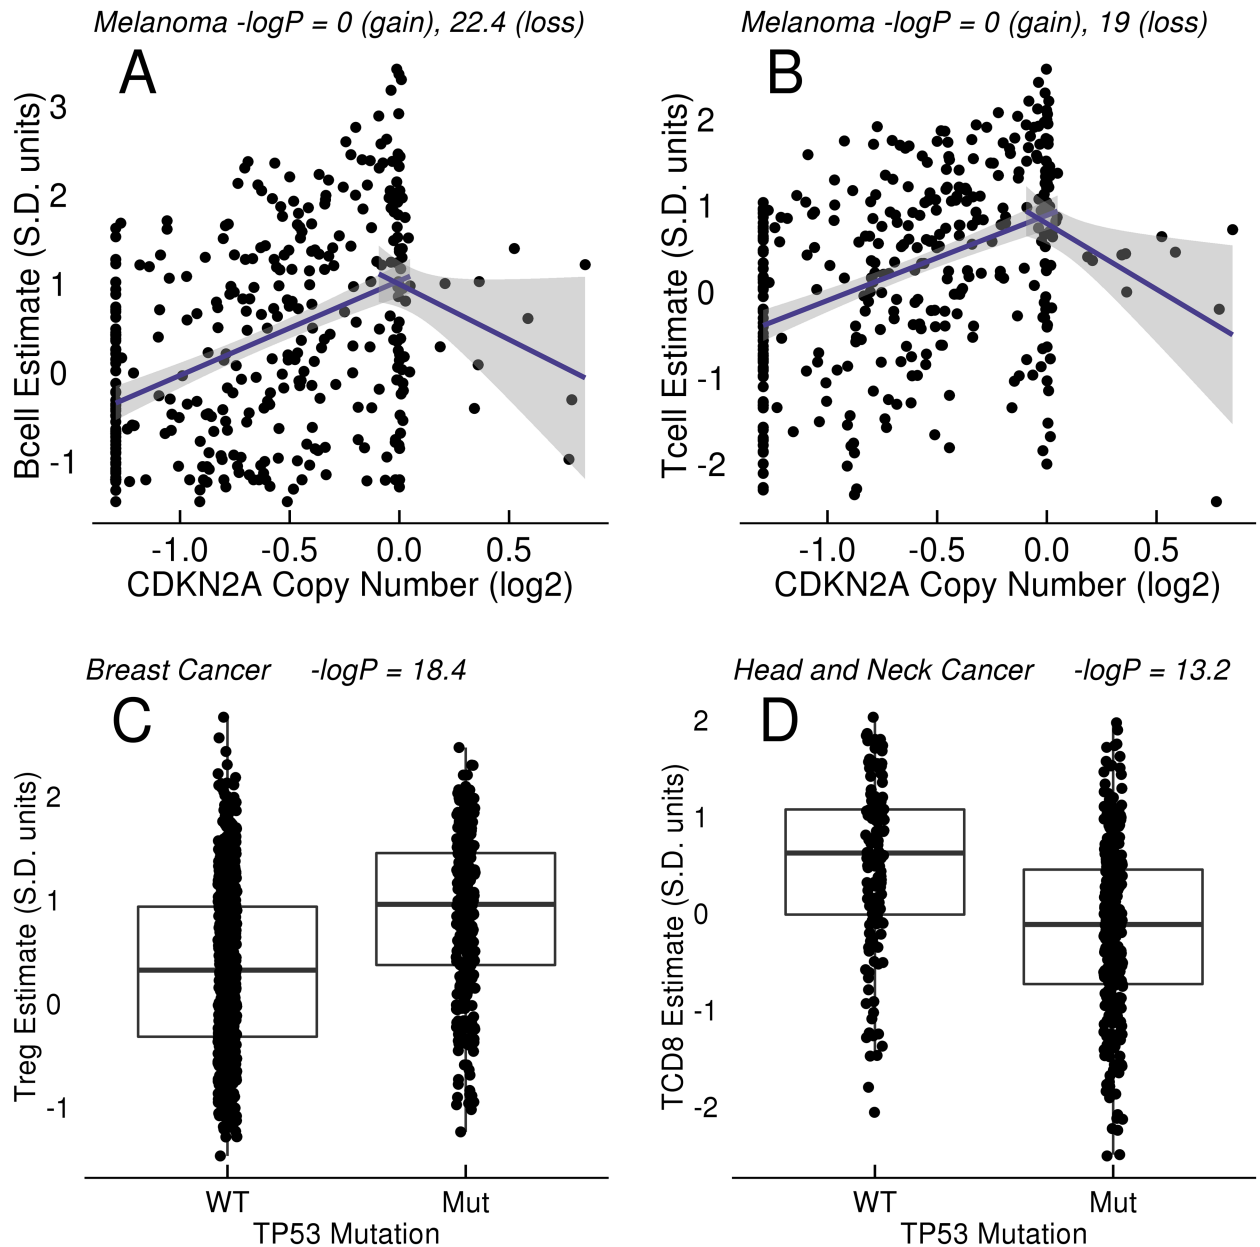 Melanoma -logP = 0 (gain), 22.4 (loss)
A
Bcell Estimate (S.D. units)
3
2
1
0
-1
-1.0 -0.5 0.0 0.5
CDKN2A Copy Number (log2)
Melanoma -logP = 0 (gain), 19 (loss)
B
Tcell Estimate (S.D. units)
2
1
0
-1
-2
-1.0 -0.5 0.0 0.5
CDKN2A Copy Number (log2)
Breast Cancer -logP = 18.4
C
Treg Estimate (S.D. units)
2
1
0
-1
WT Mut
TP53 Mutation
Head and Neck Cancer -logP = 13.2
D
TCD8 Estimate (S.D. units)
2
1
0
-1
-2
WT Mut
TP53 Mutation